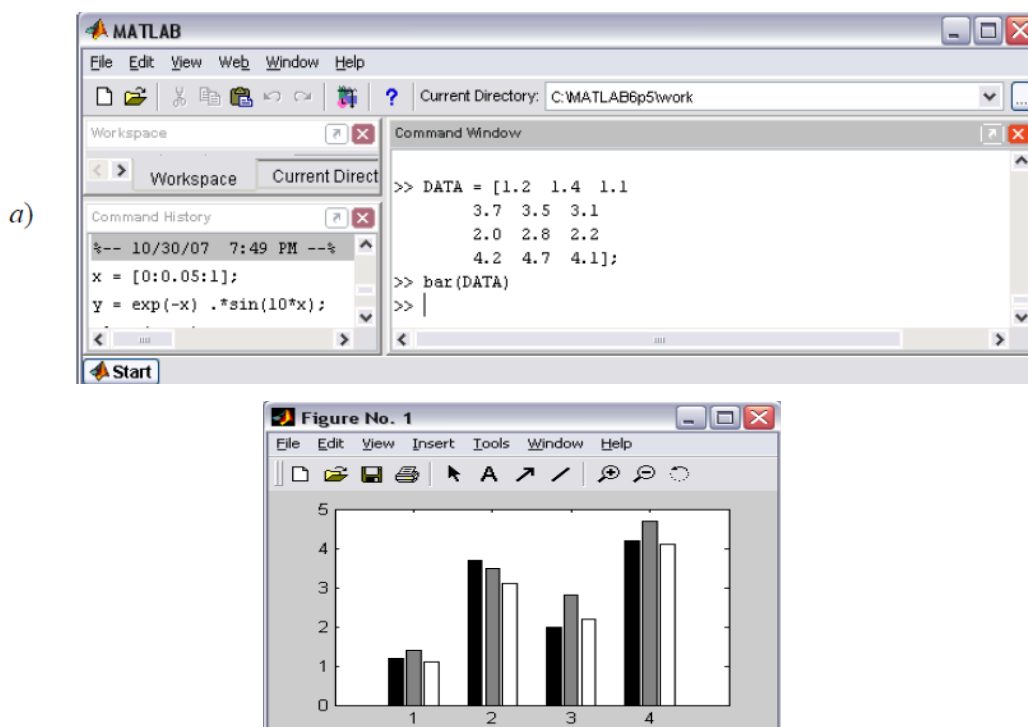 MATLAB
File Edit View Web Window Help
? Current Directory: C:\MATLAB6p5\work ...
Workspace
Workspace Current Direct
Command History
%-- 10/30/07 7:49 PM --%
x = [0:0.05:1];
y = exp(-x) .*sin(10*x);
Command Window
>> DATA = [1.2 1.4 1.1
3.7 3.5 3.1
2.0 2.8 2.2
4.2 4.7 4.1];
>> bar(DATA)
>>
Start
a)
Figure No. 1
File Edit View Insert Tools Window Help
A
5
4
3
2
1
0
1 2 3 4